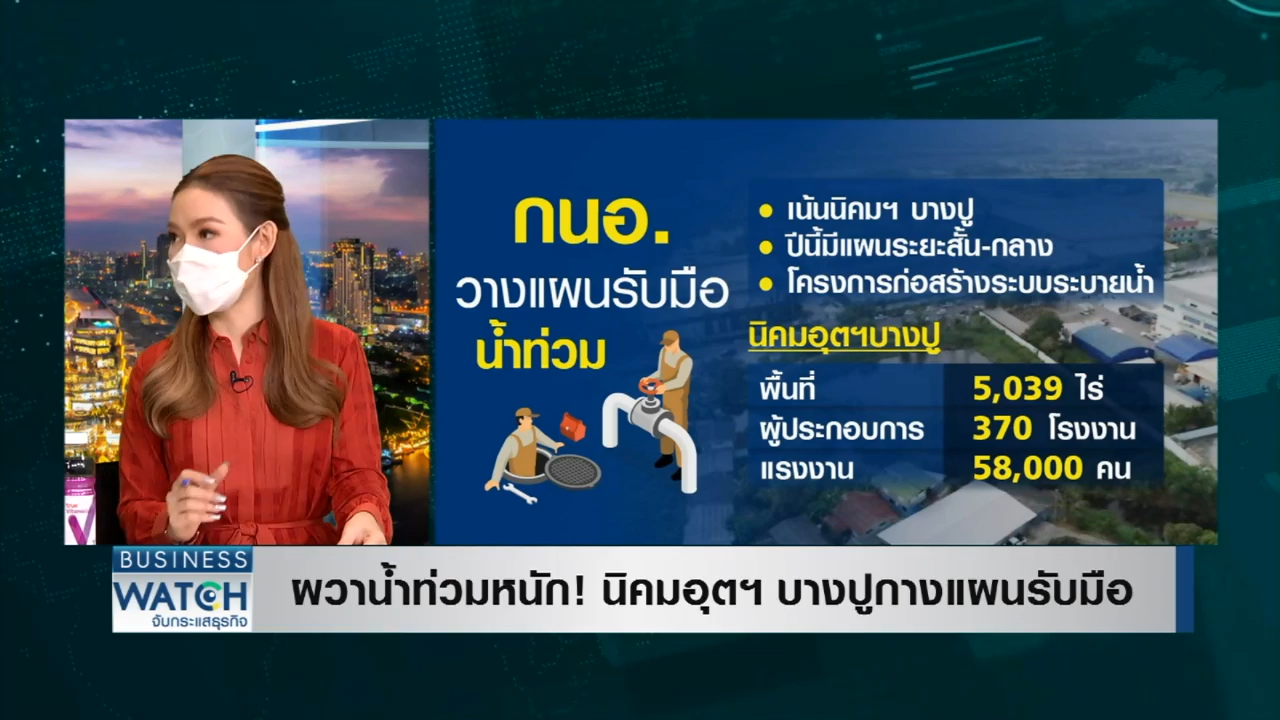 กนอ.
วางแผนรับมือ
น้ำท่วม
• เน้นนิคมฯ บางปู
• ปีนี้มีแผนระยะสั้น-กลาง
• โครงการก่อสร้างระบบระบายน้ำ
นิคมอุตฯบางปู
พื้นที่ 5,039 ไร่
ผู้ประกอบการ 370 โรงงาน
แรงงาน 58,000 คน
BUSINESS
WATCH
จับกระแสธุรกิจ
ผวาน้ำท่วมหนัก! นิคมอุตฯ บางปูกางแผนรับมือ